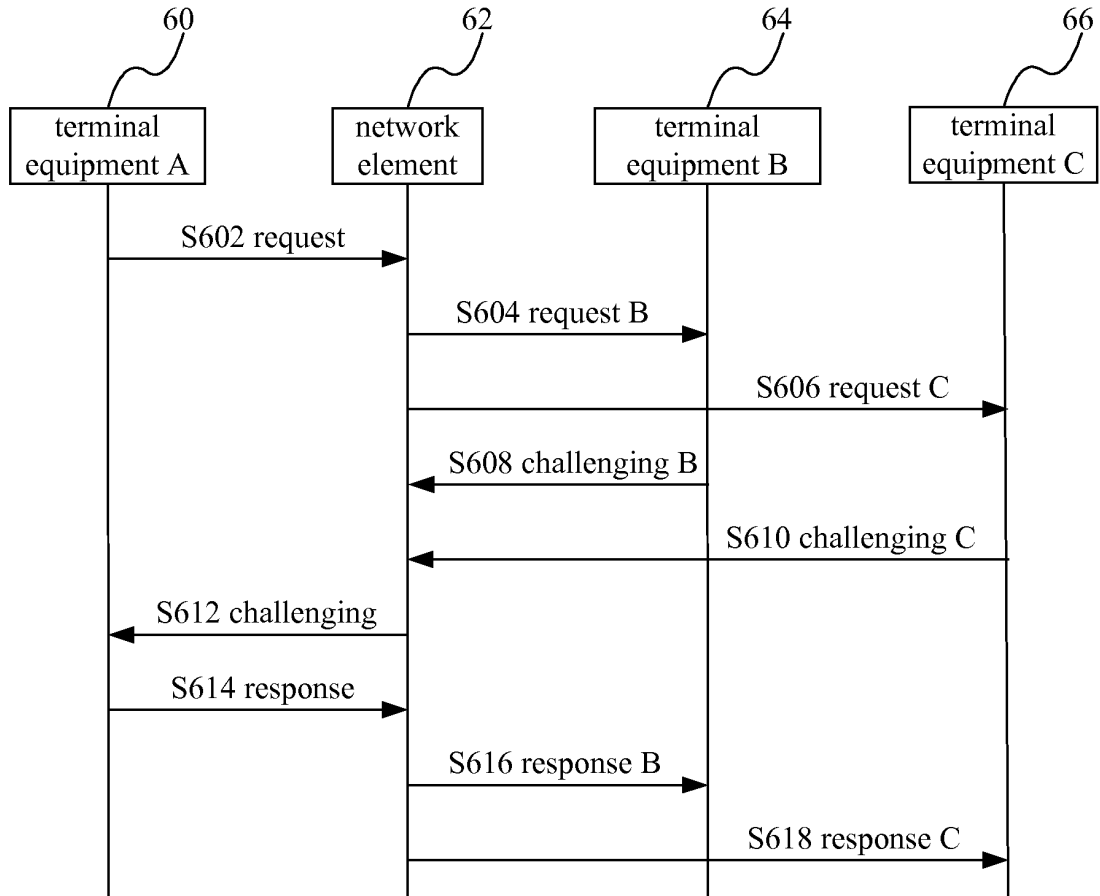 60
62
64
66
terminal
equipment A
network
element
terminal
equipment B
terminal
equipment C
S602 request
S604 request B
S606 request C
S608 challenging B
S610 challenging C
S612 challenging
S614 response
S616 response B
S618 response C